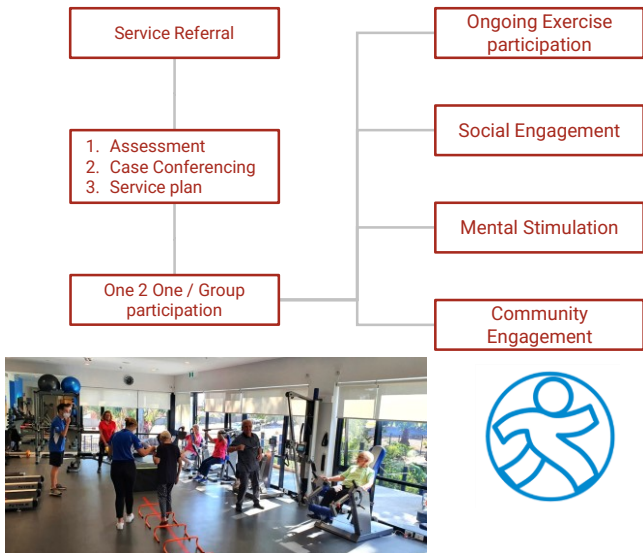 Service Referral
1. Assessment
2. Case Conferencing
3. Service plan
One 2 One / Group
participation
Ongoing Exercise
participation
Social Engagement
Mental Stimulation
Community
Engagement